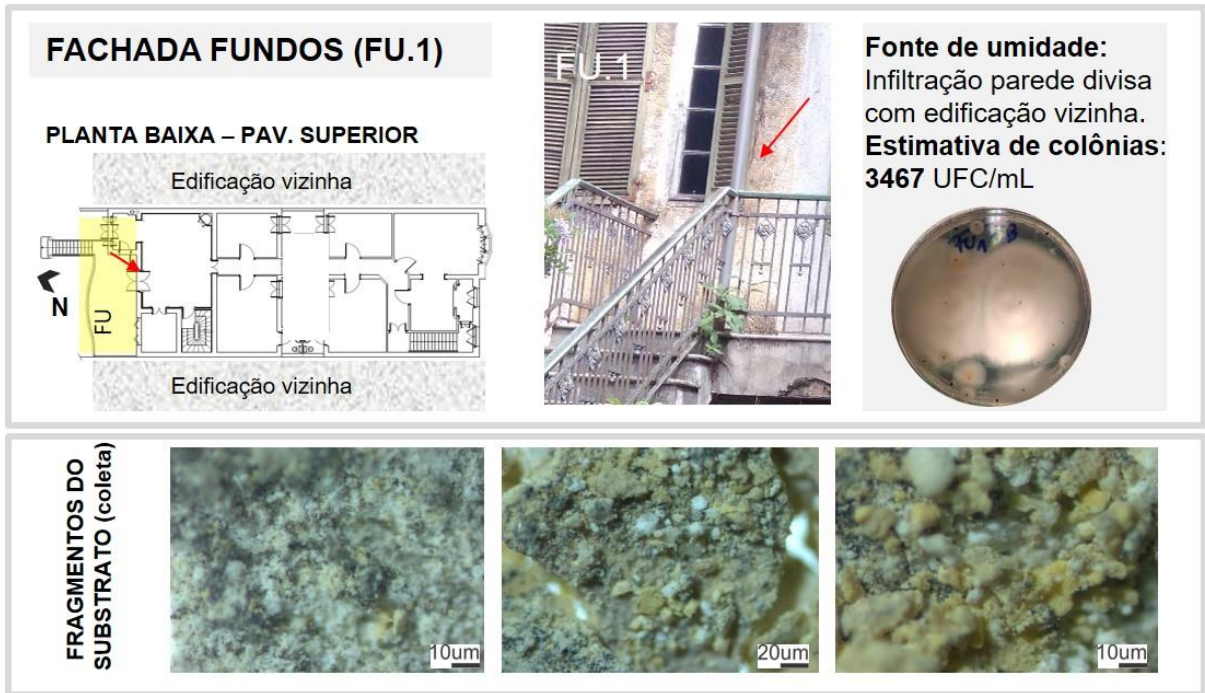 FACHADA FUNDOS (FU.1)
PLANTA BAIXA – PAV. SUPERIOR
Edificação vizinha
N
FU
Edificação vizinha
FU.1
Fonte de umidade:
Infiltração parede divisa
com edificação vizinha.
Estimativa de colônias:
3467 UFC/mL
FRAGMENTOS DO
SUBSTRATO (coleta)
10um
20um
10um